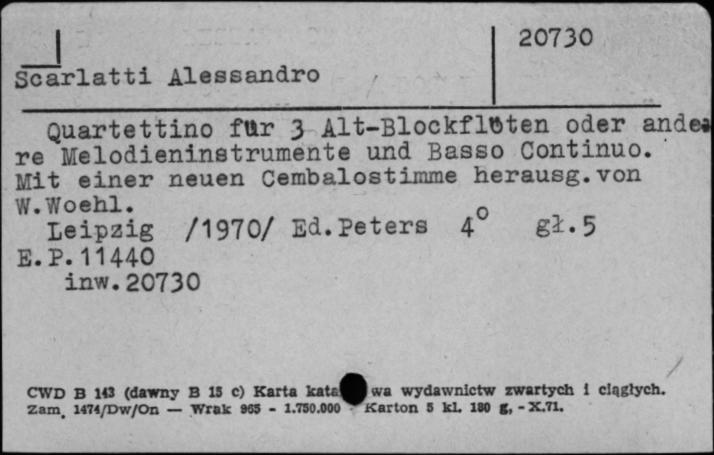 20730
Scarlatti Alessandro
Quartettino für 3 Alt-Blockflöten oder ande
re Melodieninstrumente und Basso Continuo.
Mit einer neuen Cembalostimme herausg.von
W.Woehl.
Leipzig /1970/ Ed.Peters 4° gł.5
E.P.11440
inw.20730
CWD B 143 (dawny B 15 c) Karta kata wa wydawnictw zwartych i ciągłych.
Zam. 1474/Dw/On — Wrak 965 - 1.750.000 Karton 5 kl. 180 g, - X.71.